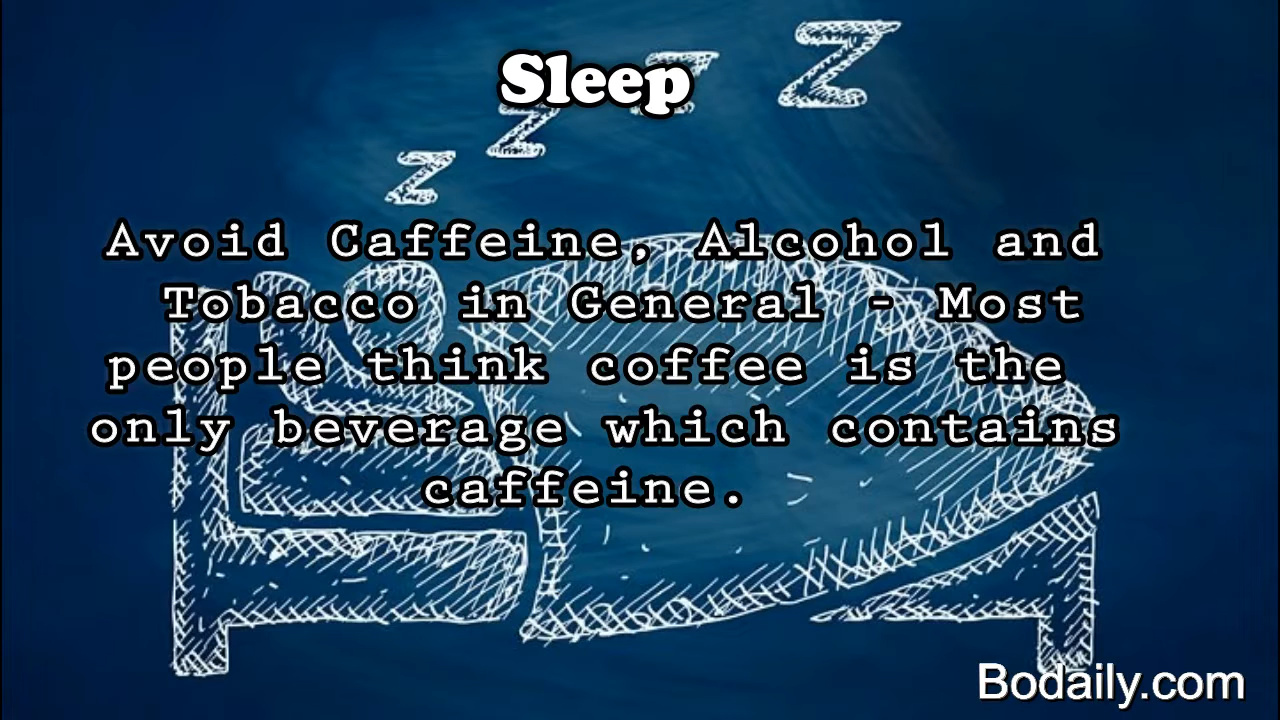 Sleep
Avoid Caffeine, Alcohol and
Tobacco in General - Most
people think coffee is the
only beverage which contains
caffeine.
Bodaily.com